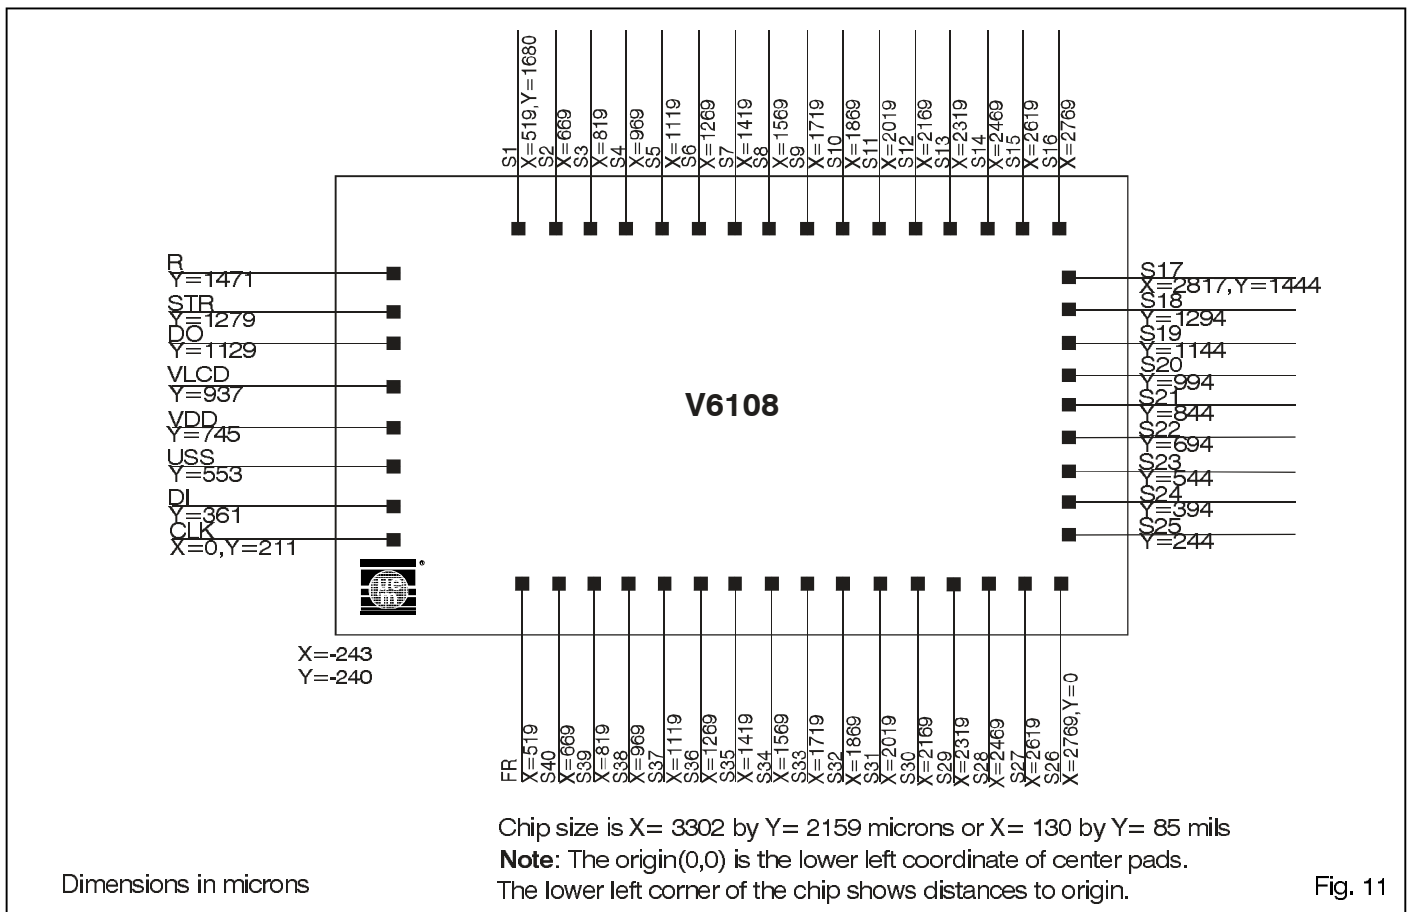 S1
X=519,Y=1680
S2
X=669
S3
X=819
S4
X=969
S5
X=1119
S6
X=1269
S7
X=1419
S8
X=1569
S9
X=1719
S10
X=1869
S11
X=2019
S12
X=2169
S13
X=2319
S14
X=2469
S15
X=2619
S16
X=2769
R
Y=1471
STR
Y=1279
DO
Y=1129
VLCD
Y=937
VDD
Y=745
USS
Y=553
DI
Y=361
CLK
X=0,Y=211
V6108
S17
X=2817,Y=1444
S18
Y=1294
S19
Y=1144
S20
Y=994
S21
Y=844
S22
Y=694
S23
Y=544
S24
Y=394
S25
Y=244
X=-243
Y=-240
FR
X=519
S40
X=669
S39
X=819
S38
X=969
S37
X=1119
S36
X=1269
S35
X=1419
S34
X=1569
S33
X=1719
S32
X=1869
S31
X=2019
S30
X=2169
S29
X=2319
S28
X=2469
S27
X=2619
S26
X=2769,Y=0
Chip size is X= 3302 by Y= 2159 microns or X= 130 by Y= 85 mils
Note: The origin(0,0) is the lower left coordinate of center pads.
The lower left corner of the chip shows distances to origin.
Dimensions in microns
Fig. 11